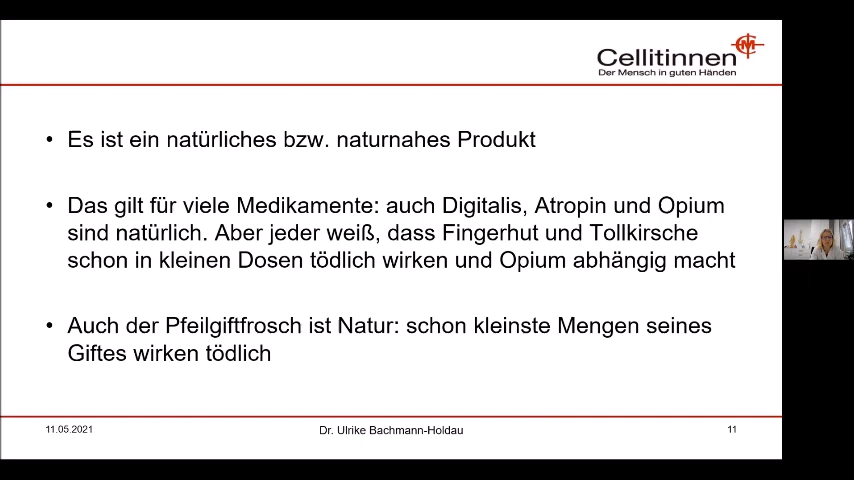 Cellitinnen
Der Mensch in guten Händen
• Es ist ein natürliches bzw. naturnahes Produkt
• Das gilt für viele Medikamente: auch Digitalis, Atropin und Opium
sind natürlich. Aber jeder weiß, dass Fingerhut und Tollkirsche
schon in kleinen Dosen tödlich wirken und Opium abhängig macht
• Auch der Pfeilgiftfrosch ist Natur: schon kleinste Mengen seines
Giftes wirken tödlich
11.05.2021
Dr. Ulrike Bachmann-Holdau
11